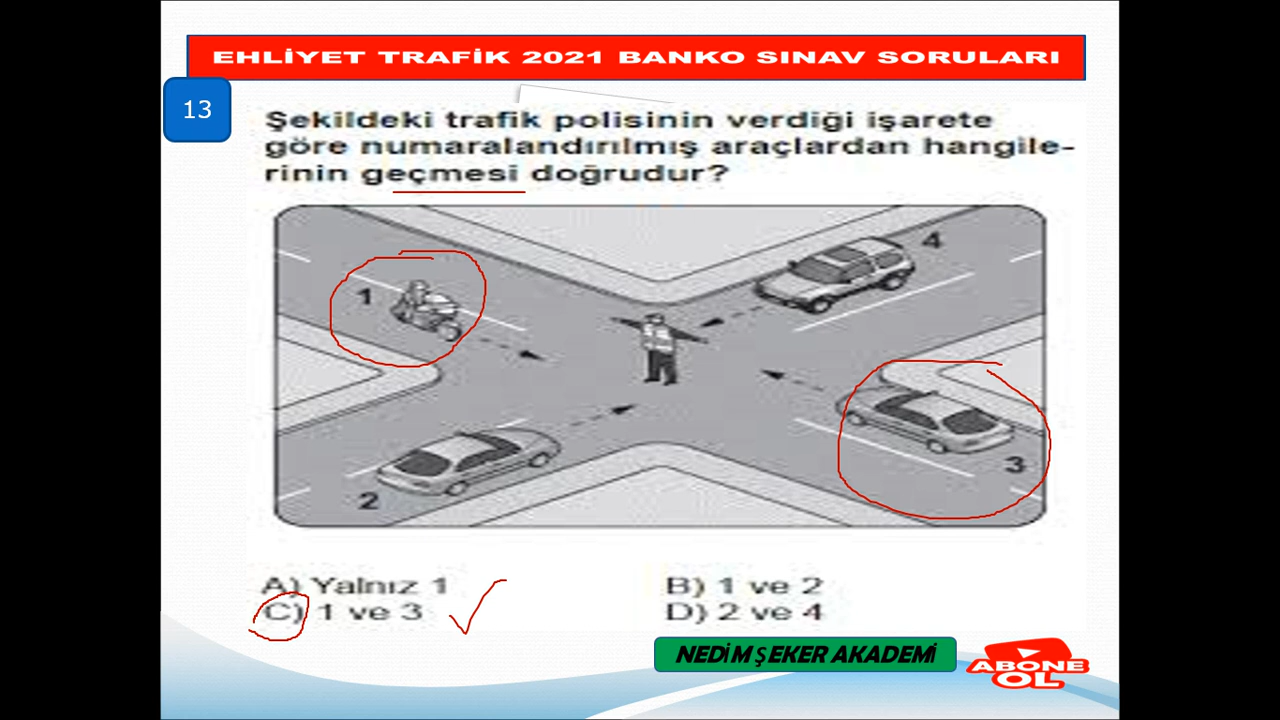 EHLİYET TRAFİK 2021 BANKO SINAV SORULARI
13
Şekildeki trafik polisinin verdiği işarete
göre numaralandırılmış araçlardan hangile-
rinin geçmesi doğrudur?
4
1
3
2
A) Yalnız 1
B) 1 ve 2
C) 1 ve 3
D) 2 ve 4
NEDİM ŞEKER AKADEMİ
ABONE
OL